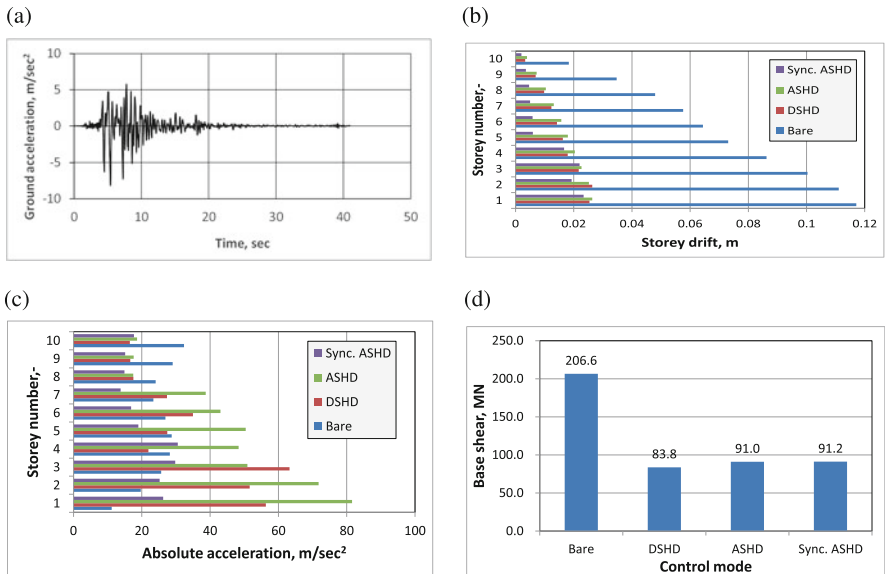 (a)
10
5
0
-5
-10
0
10
20
30
40
50
Ground acceleration, m/sec²
Time, sec
(b)
10
9
8
7
6
5
4
3
2
1
0
0.02
0.04
0.06
0.08
0.1
0.12
Storey number,-
Storey drift, m
Sync. ASHD
ASHD
DSHD
Bare
(c)
10
9
8
7
6
5
4
3
2
1
0
20
40
60
80
100
Storey number,-
Absolute acceleration, m/sec²
Sync. ASHD
ASHD
DSHD
Bare
(d)
250.0
200.0
150.0
100.0
50.0
0.0
Base shear, MN
206.6
83.8
91.0
91.2
Bare
DSHD
ASHD
Sync. ASHD
Control mode